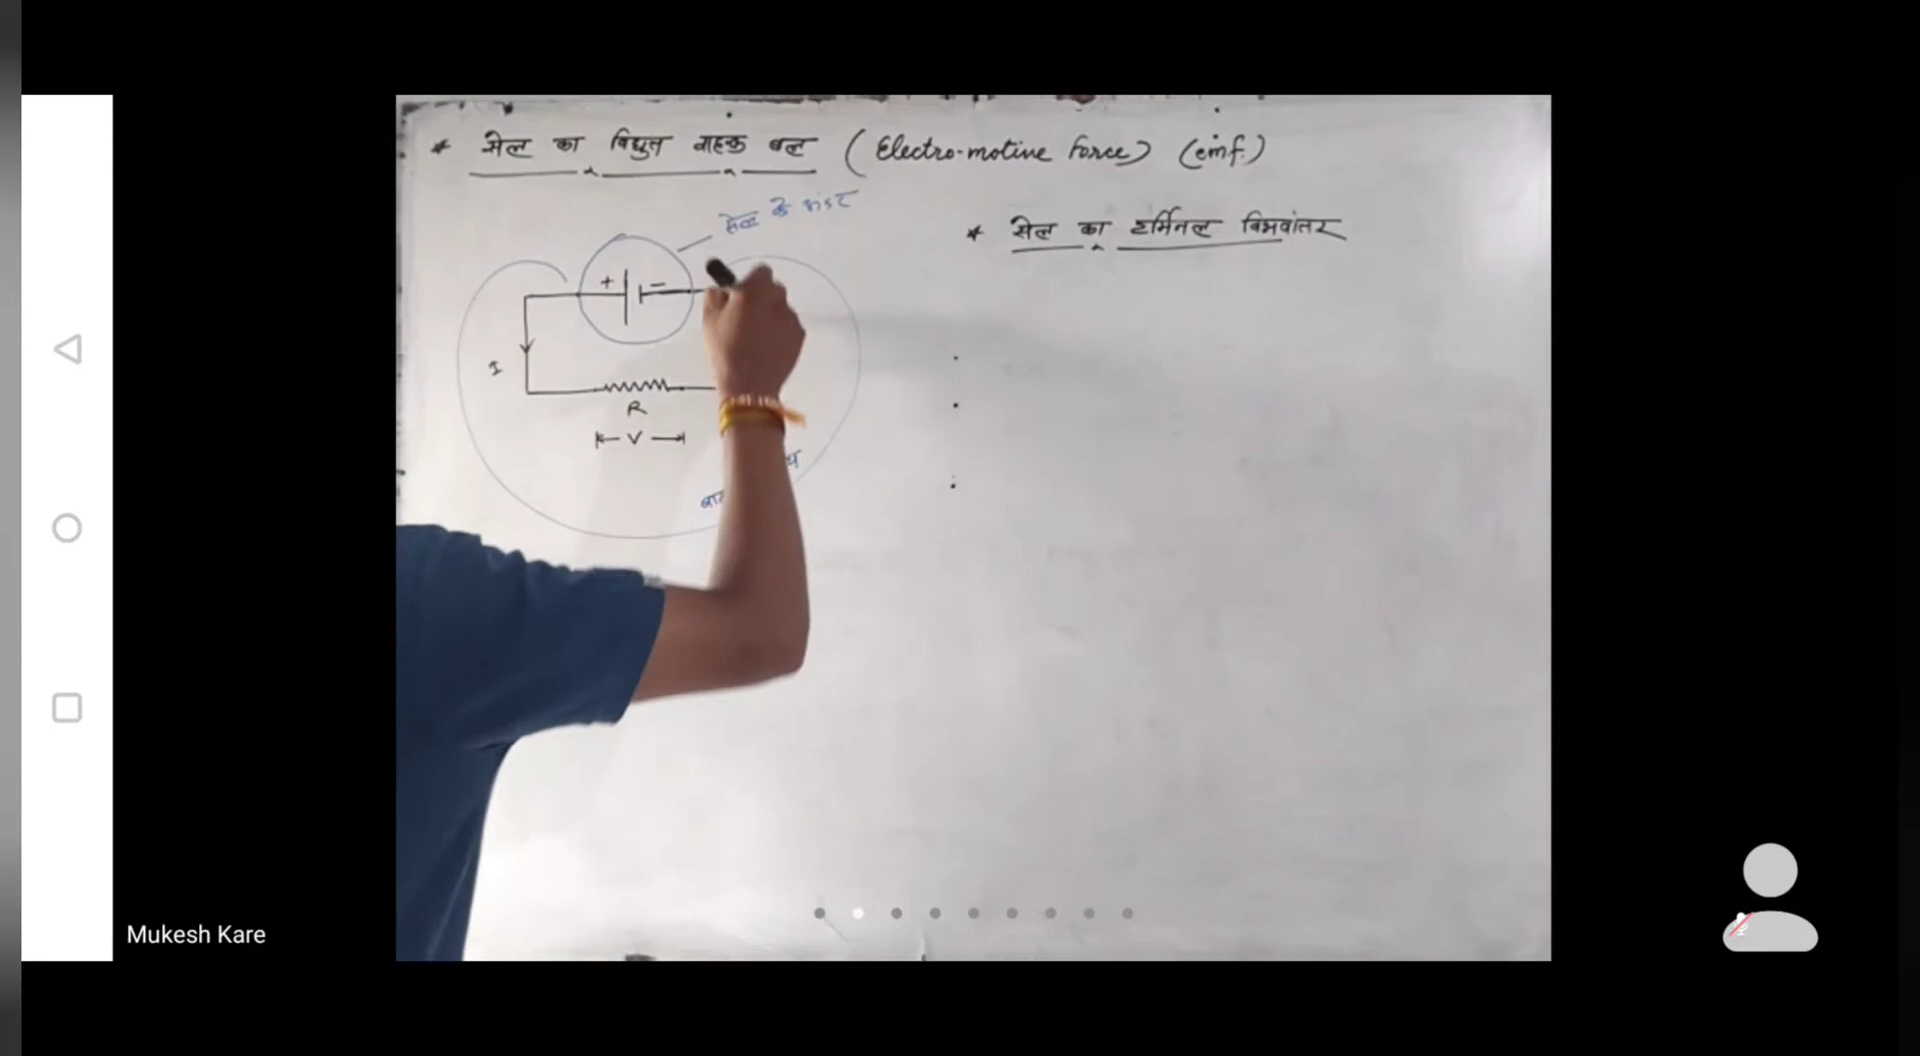 * सेल का विद्युत वाहक बल (Electro-motive Force) (emf.)
सेल के अंदर
* सेल का टर्मिनल विभवांतर
+ −
I
R
V
Mukesh Kare